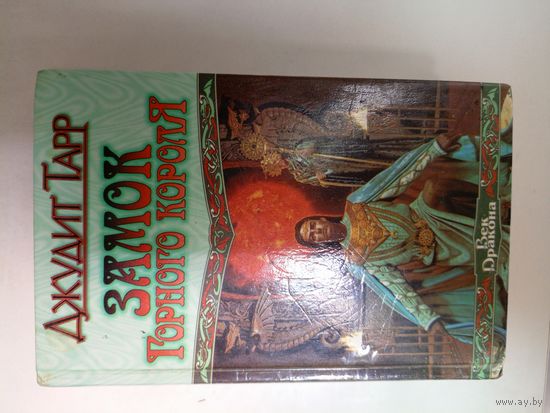 Джудит Тарр
ЗАМОК
ГОРНОГО КОРОЛЯ
Век
Дракона
www.ay.by